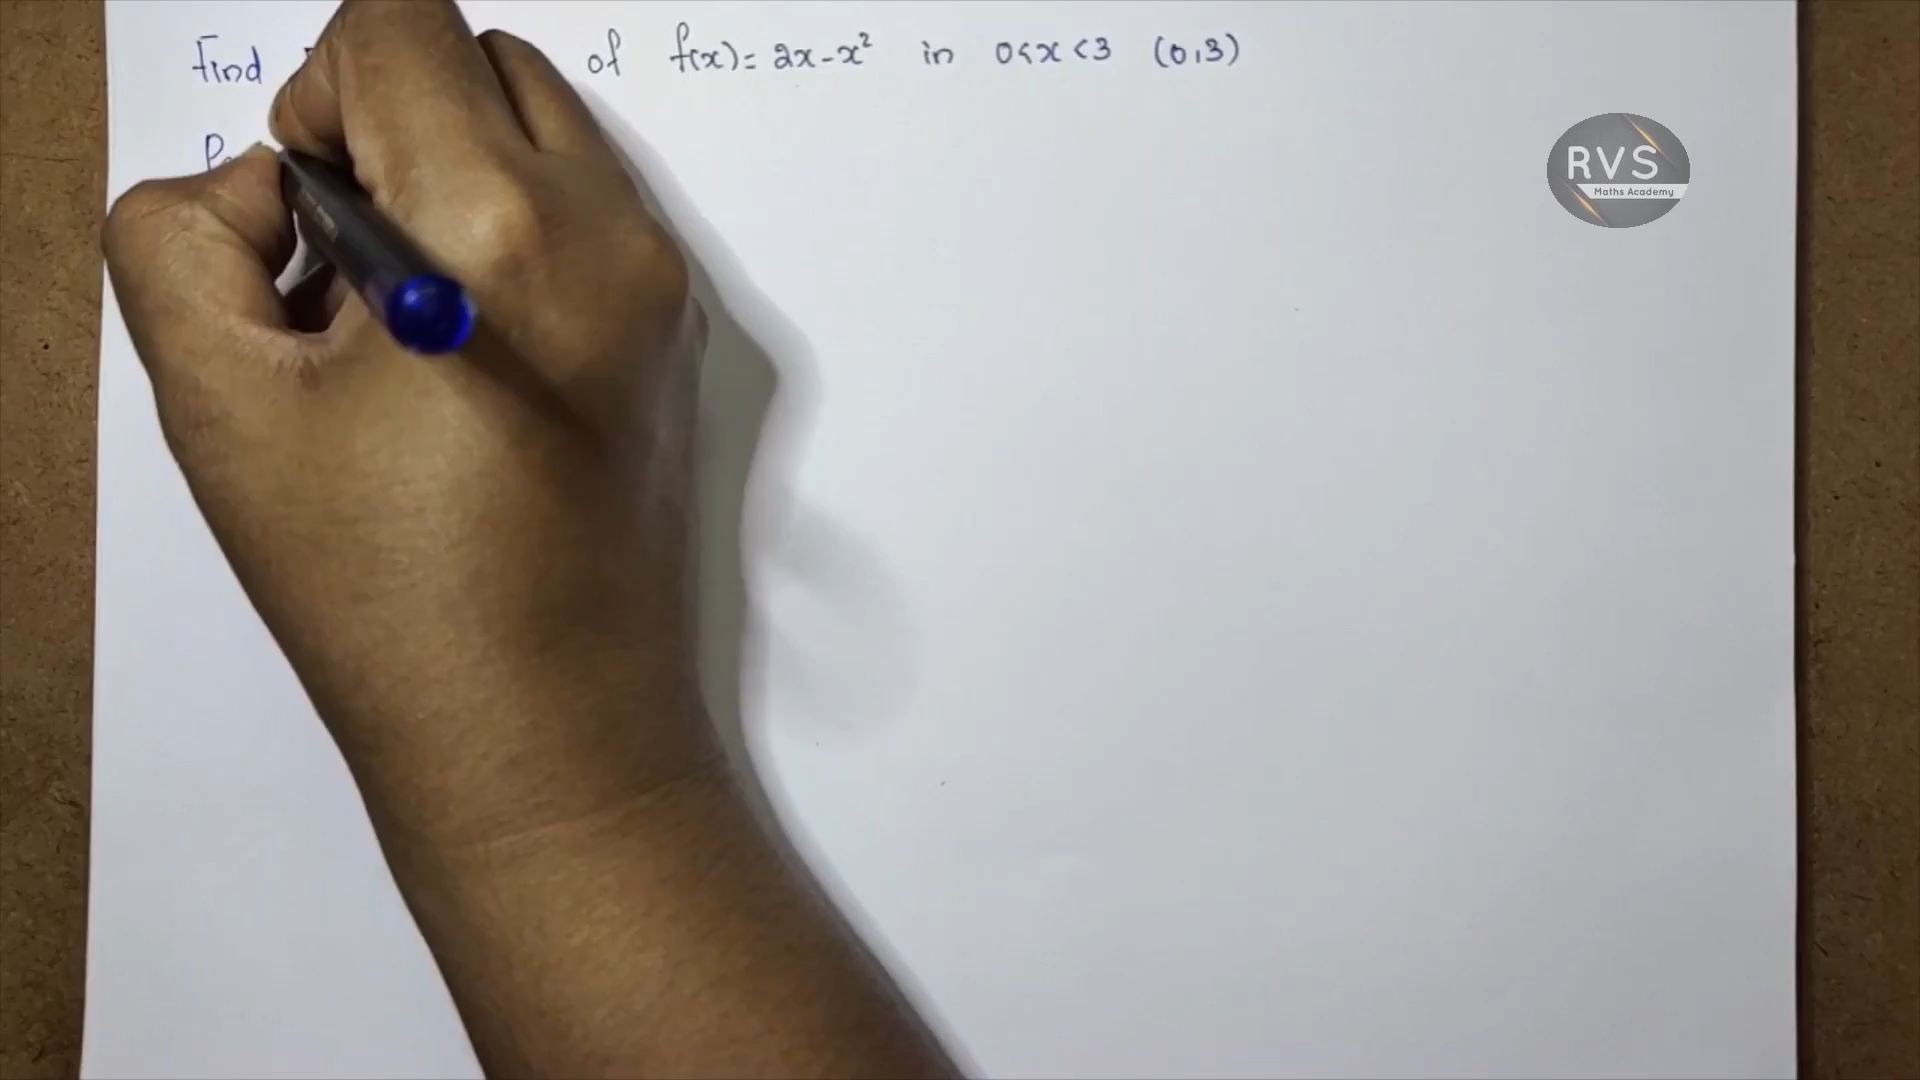 Find of f(x) = 2x - x² in 0<x<3 (0,3)
RVS
Maths Academy